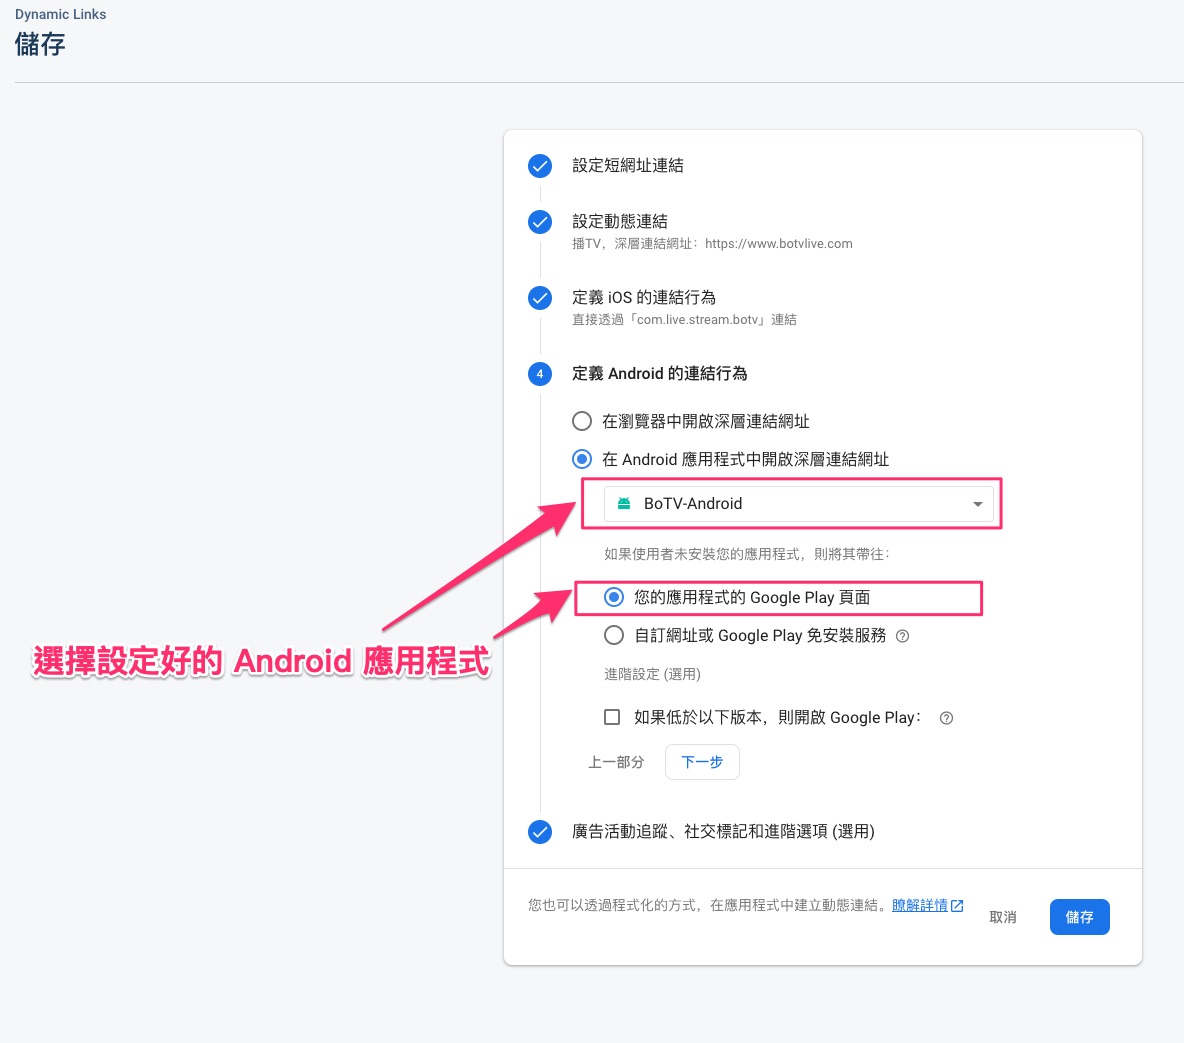 Dynamic Links
儲存
設定短網址連結
設定動態連結
播TV，深層連結網址：https://www.botvlive.com
定義 iOS 的連結行為
直接透過「com.live.stream.botv」連結
4
定義 Android 的連結行為
在瀏覽器中開啟深層連結網址
在 Android 應用程式中開啟深層連結網址
BoTV-Android
如果使用者未安裝您的應用程式，則將其帶往：
您的應用程式的 Google Play 頁面
自訂網址或 Google Play 免安裝服務
選擇設定好的 Android 應用程式
進階設定 (選用)
如果低於以下版本，則開啟 Google Play：
上一部分 下一步
廣告活動追蹤、社交標記和進階選項 (選用)
您也可以透過程式化的方式，在應用程式中建立動態連結。瞭解詳情
取消 儲存